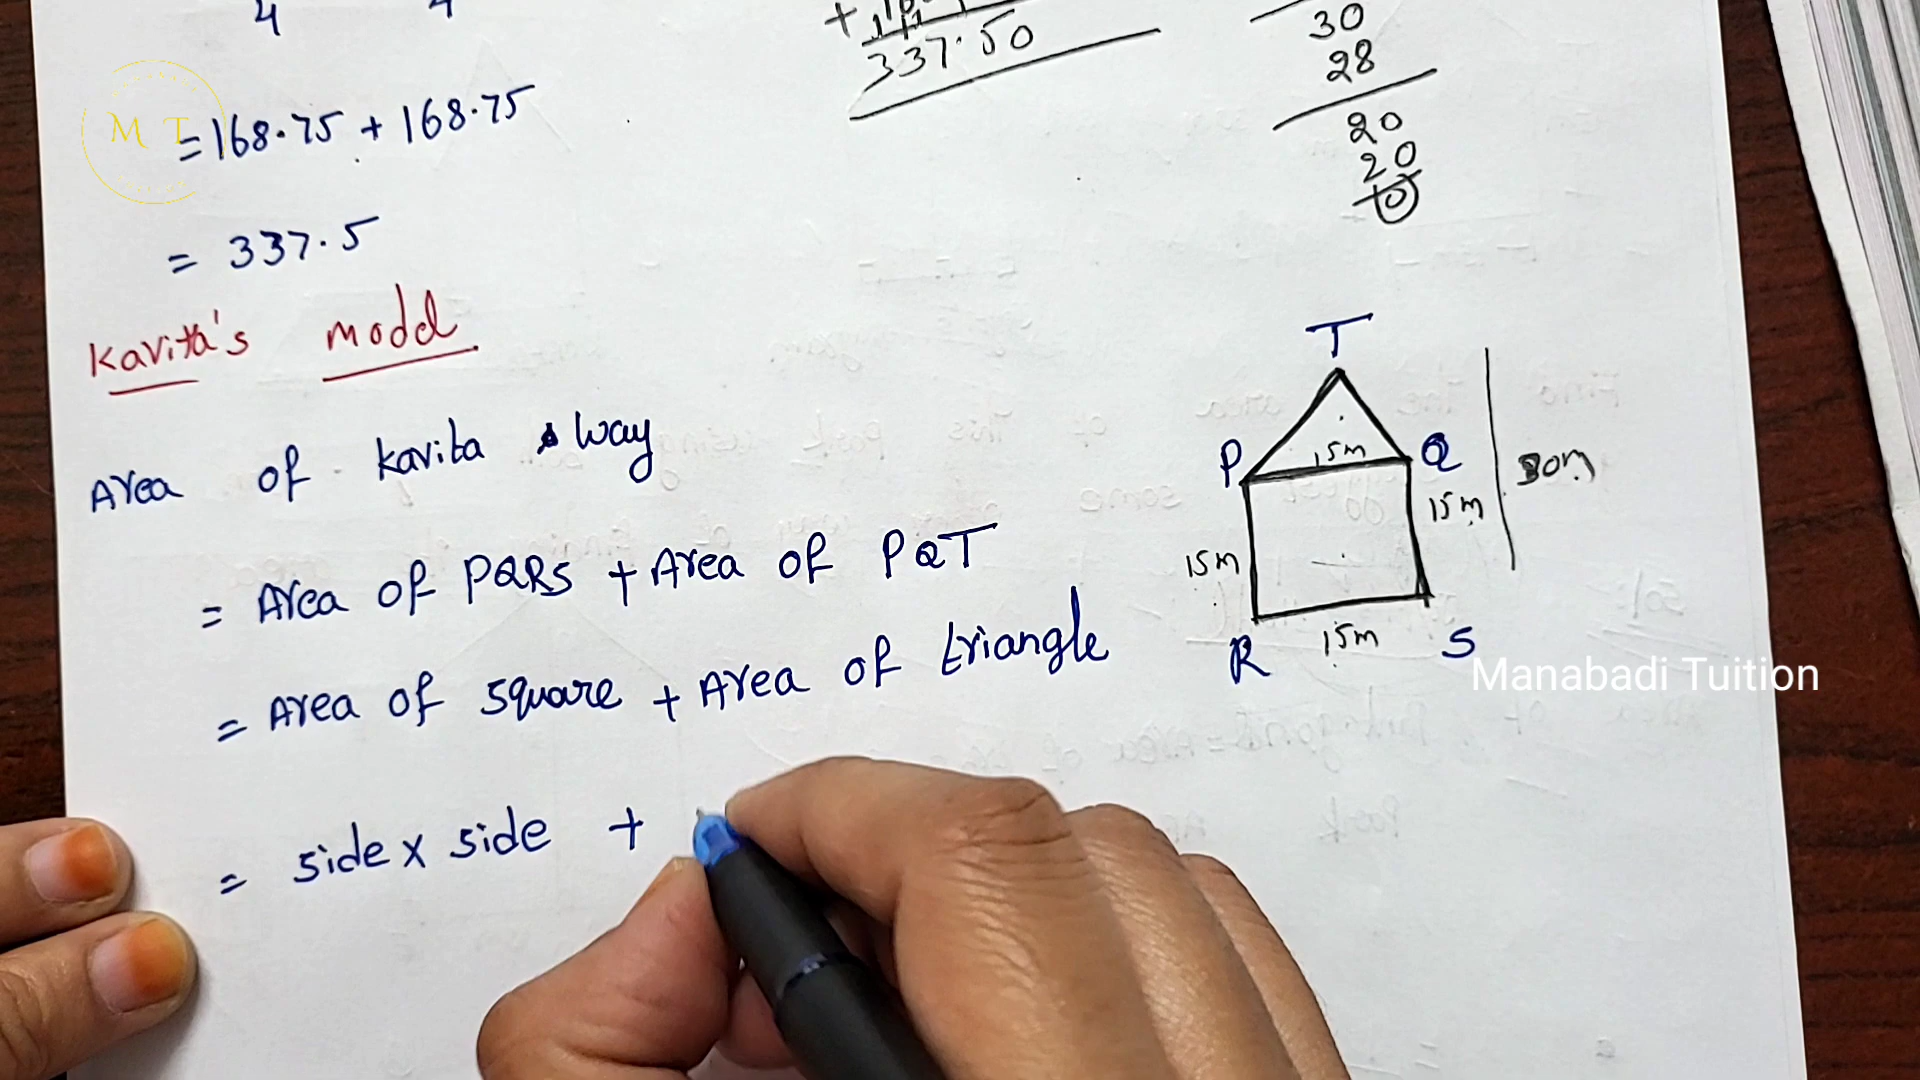 4 4
= 168.75 + 168.75
= 337.5
+
337.50
30
28
20
20
0
M T
Kavita's model
Area of Kavita way
= Area of PQRS + Area of PQT
= Area of square + Area of triangle
= side x side +
T
P 15m Q
30m
15m
15m
R 15m S
Manabadi Tuition